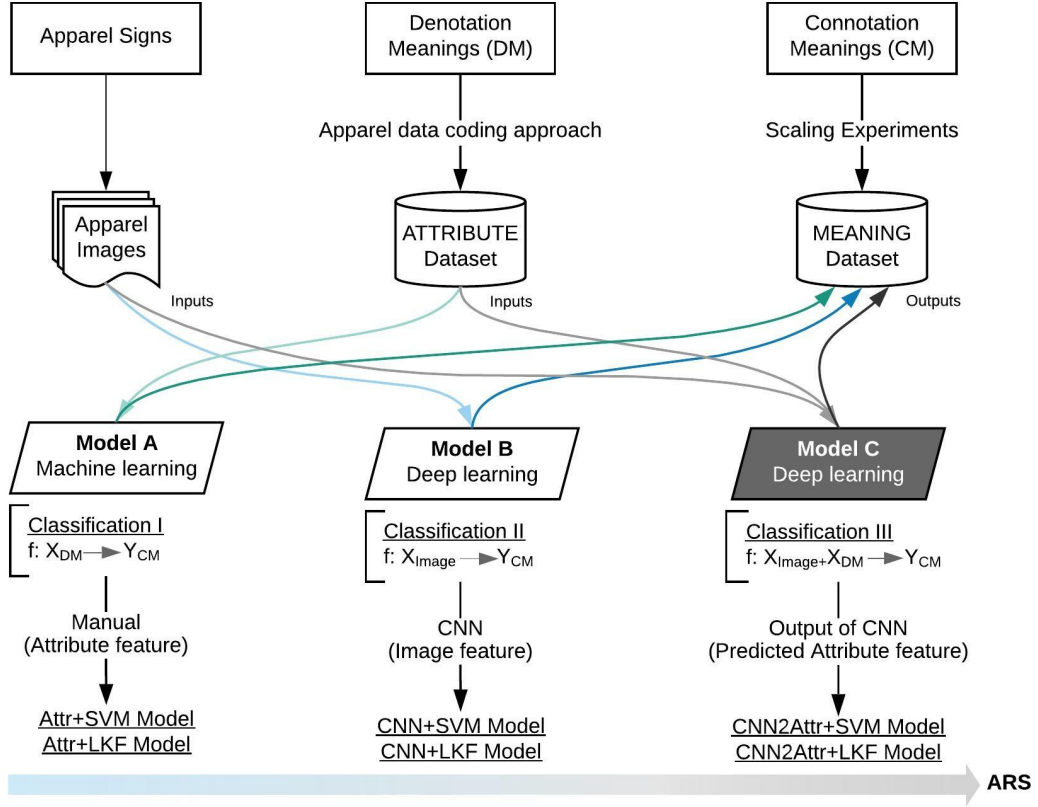 Apparel Signs
Denotation
Meanings (DM)
Connotation
Meanings (CM)
Apparel data coding approach
Scaling Experiments
Apparel
Images
ATTRIBUTE
Dataset
MEANING
Dataset
Inputs
Inputs
Outputs
Model A
Machine learning
Model B
Deep learning
Model C
Deep learning
Classification I
f: XDM → YCM
Classification II
f: XImage → YCM
Classification III
f: XImage+XDM → YCM
Manual
(Attribute feature)
CNN
(Image feature)
Output of CNN
(Predicted Attribute feature)
Attr+SVM Model
Attr+LKF Model
CNN+SVM Model
CNN+LKF Model
CNN2Attr+SVM Model
CNN2Attr+LKF Model
ARS